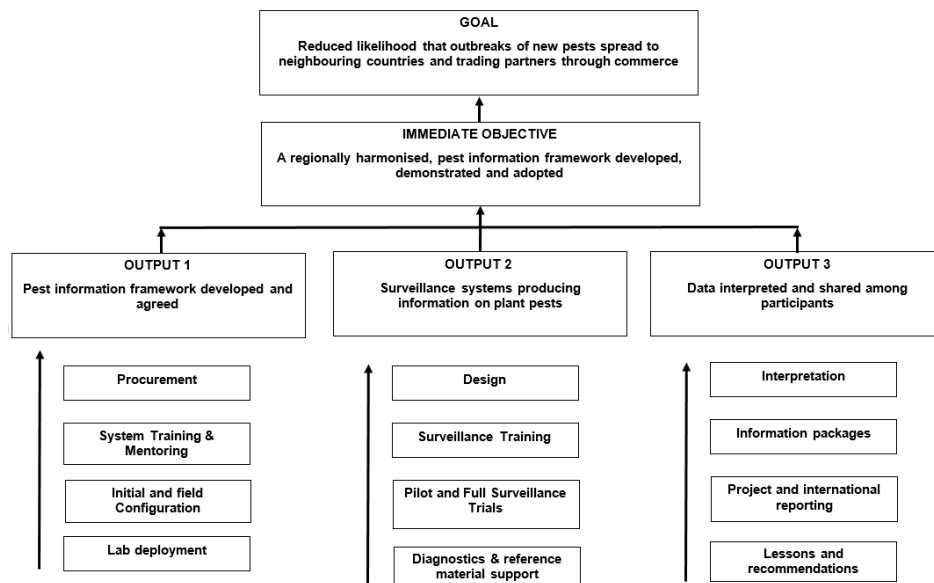 GOAL
Reduced likelihood that outbreaks of new pests spread to
neighbouring countries and trading partners through commerce
IMMEDIATE OBJECTIVE
A regionally harmonised, pest information framework developed,
demonstrated and adopted
OUTPUT 1
Pest information framework developed and
agreed
Procurement
System Training &
Mentoring
Initial and field
Configuration
Lab deployment
OUTPUT 2
Surveillance systems producing
information on plant pests
Design
Surveillance Training
Pilot and Full Surveillance
Trials
Diagnostics & reference
material support
OUTPUT 3
Data interpreted and shared among
participants
Interpretation
Information packages
Project and international
reporting
Lessons and
recommendations